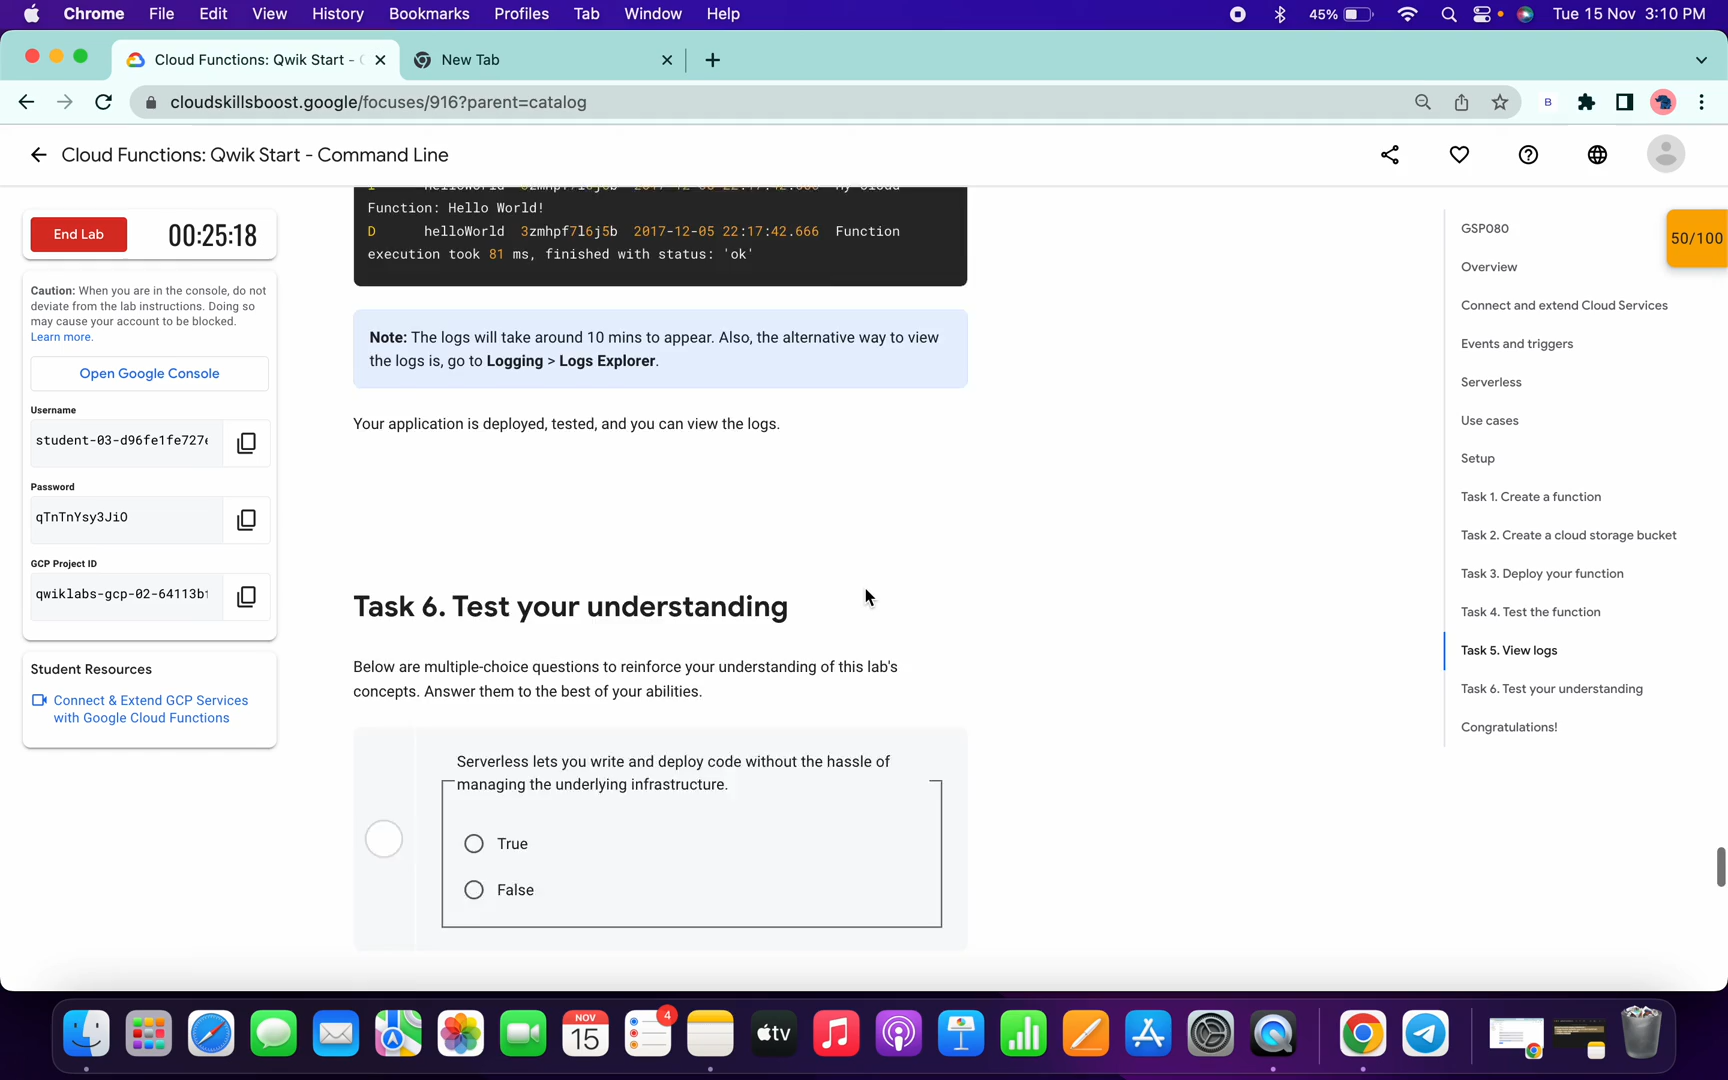 Chrome File Edit View History Bookmarks Profiles Tab Window Help 45% Tue 15 Nov 3:10 PM
Cloud Functions: Qwik Start - New Tab
cloudskillsboost.google/focuses/916?parent=catalog B
Cloud Functions: Qwik Start - Command Line
End Lab 00:25:18
Caution: When you are in the console, do not
deviate from the lab instructions. Doing so
may cause your account to be blocked.
Learn more.
Open Google Console
Username
student-03-d96fe1fe727
Password
qTnTnYsy3JiO
GCP Project ID
qwiklabs-gcp-02-64113b
Student Resources
Connect & Extend GCP Services
with Google Cloud Functions
Function: Hello World!
D helloWorld 3zmhpf7l6j5b 2017-12-05 22:17:42.666 Function
execution took 81 ms, finished with status: 'ok'
Note: The logs will take around 10 mins to appear. Also, the alternative way to view
the logs is, go to Logging > Logs Explorer.
Your application is deployed, tested, and you can view the logs.
Task 6. Test your understanding
Below are multiple-choice questions to reinforce your understanding of this lab's
concepts. Answer them to the best of your abilities.
Serverless lets you write and deploy code without the hassle of
managing the underlying infrastructure.
True
False
GSP080
Overview
Connect and extend Cloud Services
Events and triggers
Serverless
Use cases
Setup
Task 1. Create a function
Task 2. Create a cloud storage bucket
Task 3. Deploy your function
Task 4. Test the function
Task 5. View logs
Task 6. Test your understanding
Congratulations!
50/100
NOV
15
4
tv